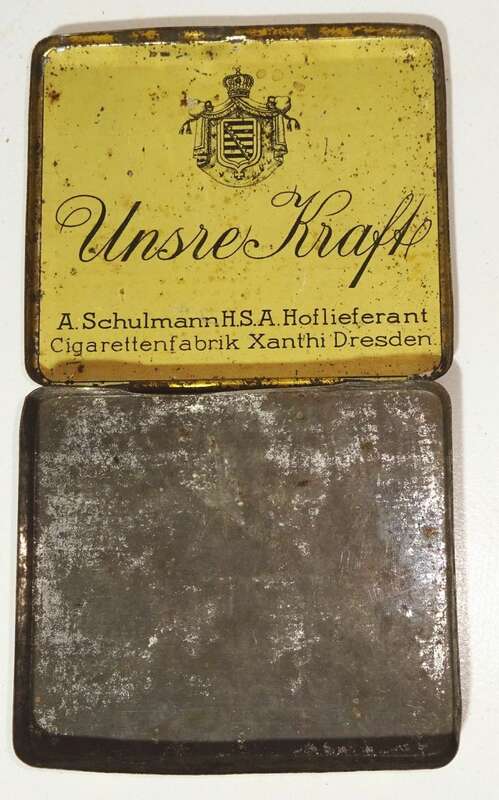 Unsre Kraft
A. Schulmann H.S.A. Hoflieferant
Cigarettenfabrik Xanthi Dresden.